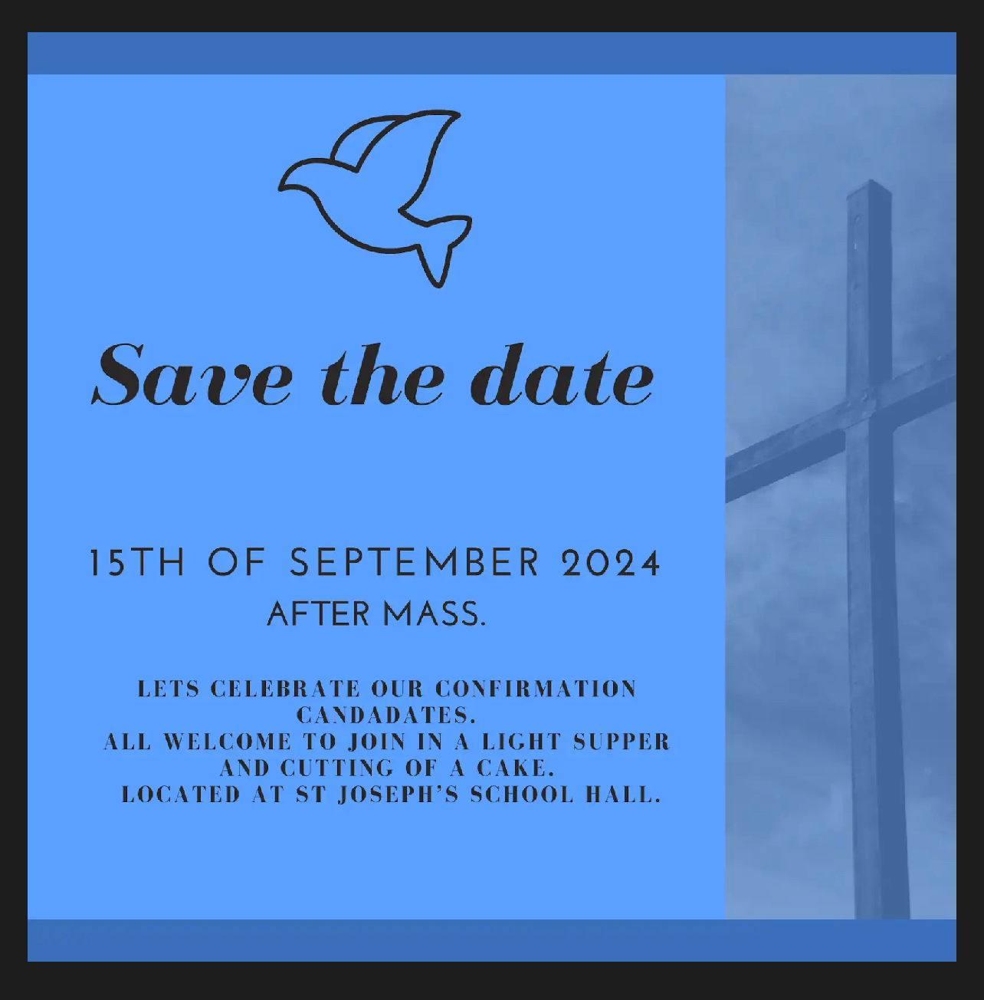 Save the date
15TH OF SEPTEMBER 2024
AFTER MASS.
LETS CELEBRATE OUR CONFIRMATION
CANDADATES.
ALL WELCOME TO JOIN IN A LIGHT SUPPER
AND CUTTING OF A CAKE.
LOCATED AT ST JOSEPH'S SCHOOL HALL.